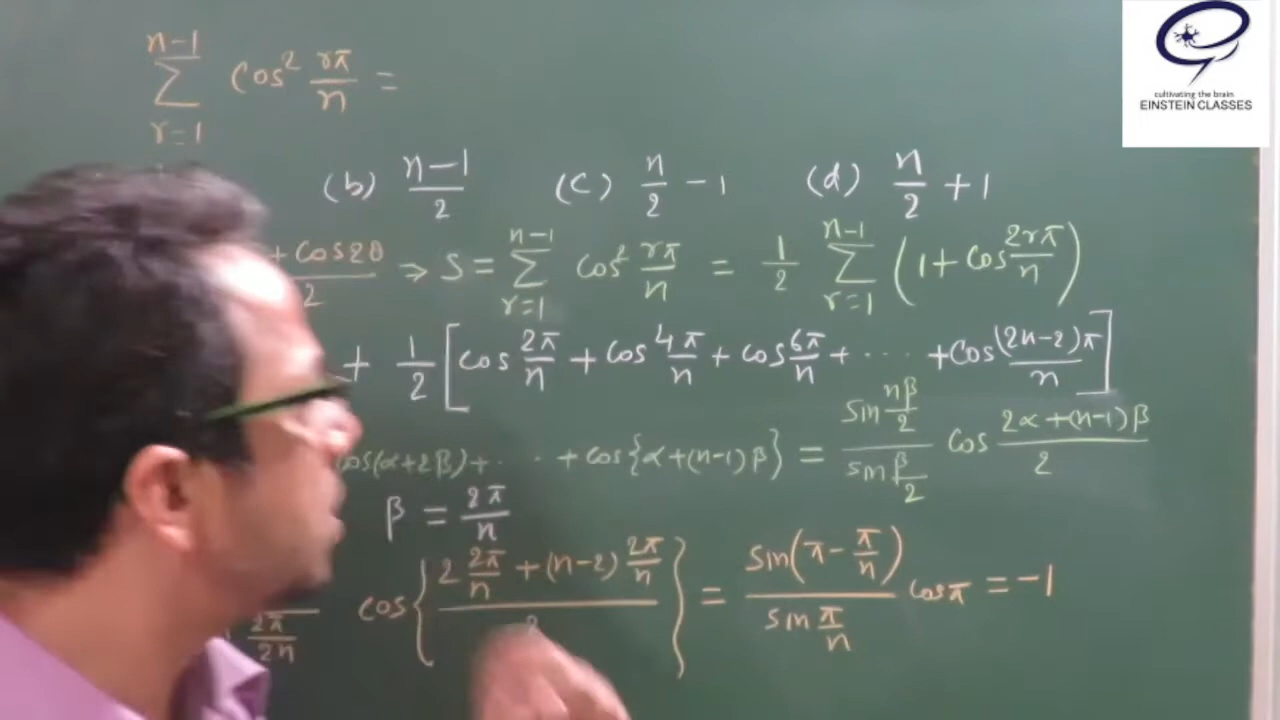 n-1
∑ cos² rπ/n =
r=1
(b) n-1/2 (c) n/2 - 1 (d) n/2 + 1
+ cos2θ/2 ⇒ S = ∑_{r=1}^{n-1} cos² rπ/n = 1/2 ∑_{r=1}^{n-1} (1 + cos 2rπ/n)
+ 1/2 [cos 2π/n + cos 4π/n + cos 6π/n + .... + cos (2n-2)π/n]
cos(α+2β) + ... + cos{α+(n-1)β} = sin nβ/2 / sin β/2 cos 2α+(n-1)β/2
β = 2π/n
2π/2n cos{2 2π/n + (n-2) 2π/n / 2} = sin(π - π/n) / sin π/n cosπ = -1
cultivating the brain
EINSTEIN CLASSES